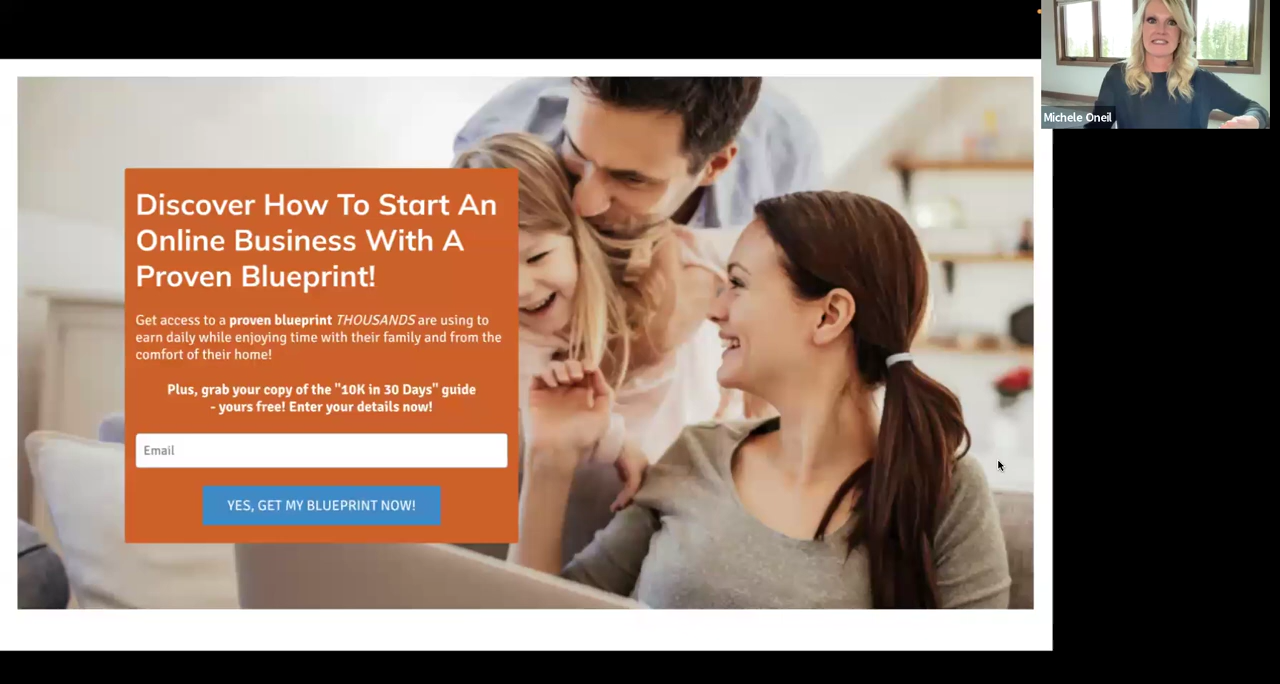 Michele Oneil
Discover How To Start An
Online Business With A
Proven Blueprint!
Get access to a proven blueprint THOUSANDS are using to
earn daily while enjoying time with their family and from the
comfort of their home!
Plus, grab your copy of the "10K in 30 Days" guide
- yours free! Enter your details now!
Email
YES, GET MY BLUEPRINT NOW!